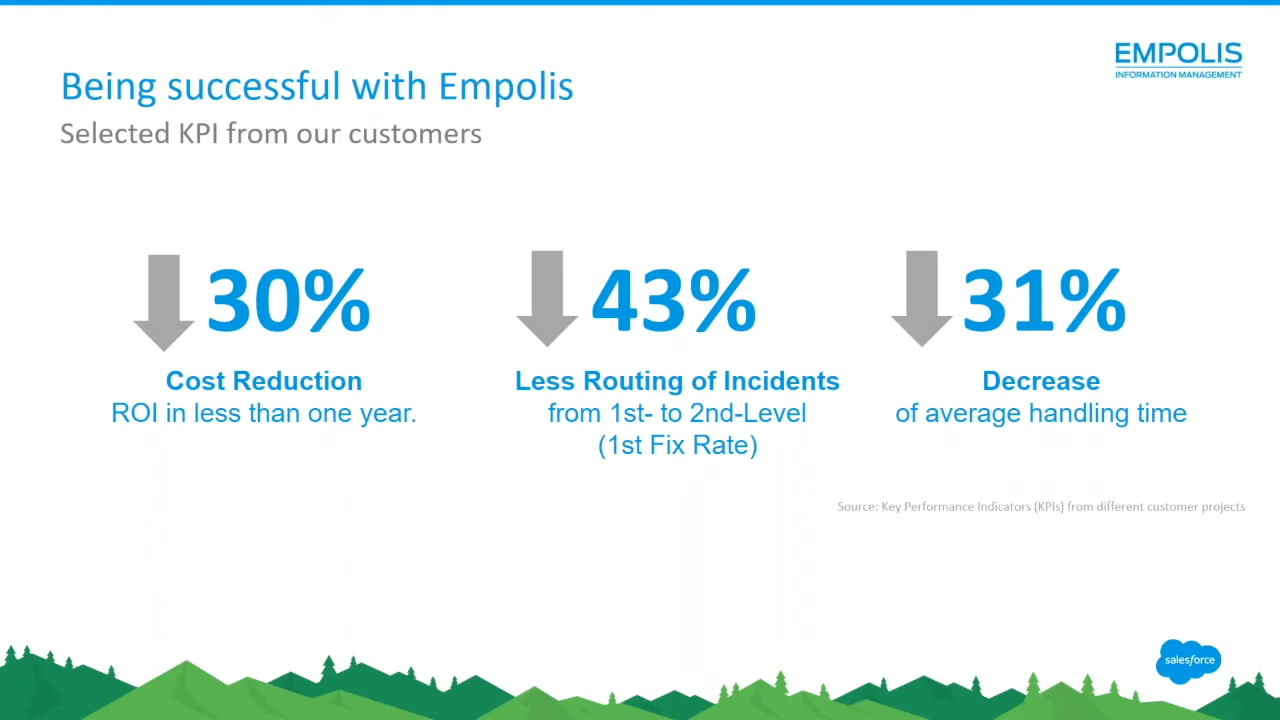 EMPOLIS
INFORMATION MANAGEMENT
Being successful with Empolis
Selected KPI from our customers
30%
Cost Reduction
ROI in less than one year.
43%
Less Routing of Incidents
from 1st- to 2nd-Level
(1st Fix Rate)
31%
Decrease
of average handling time
Source: Key Performance Indicators (KPIs) from different customer projects
salesforce